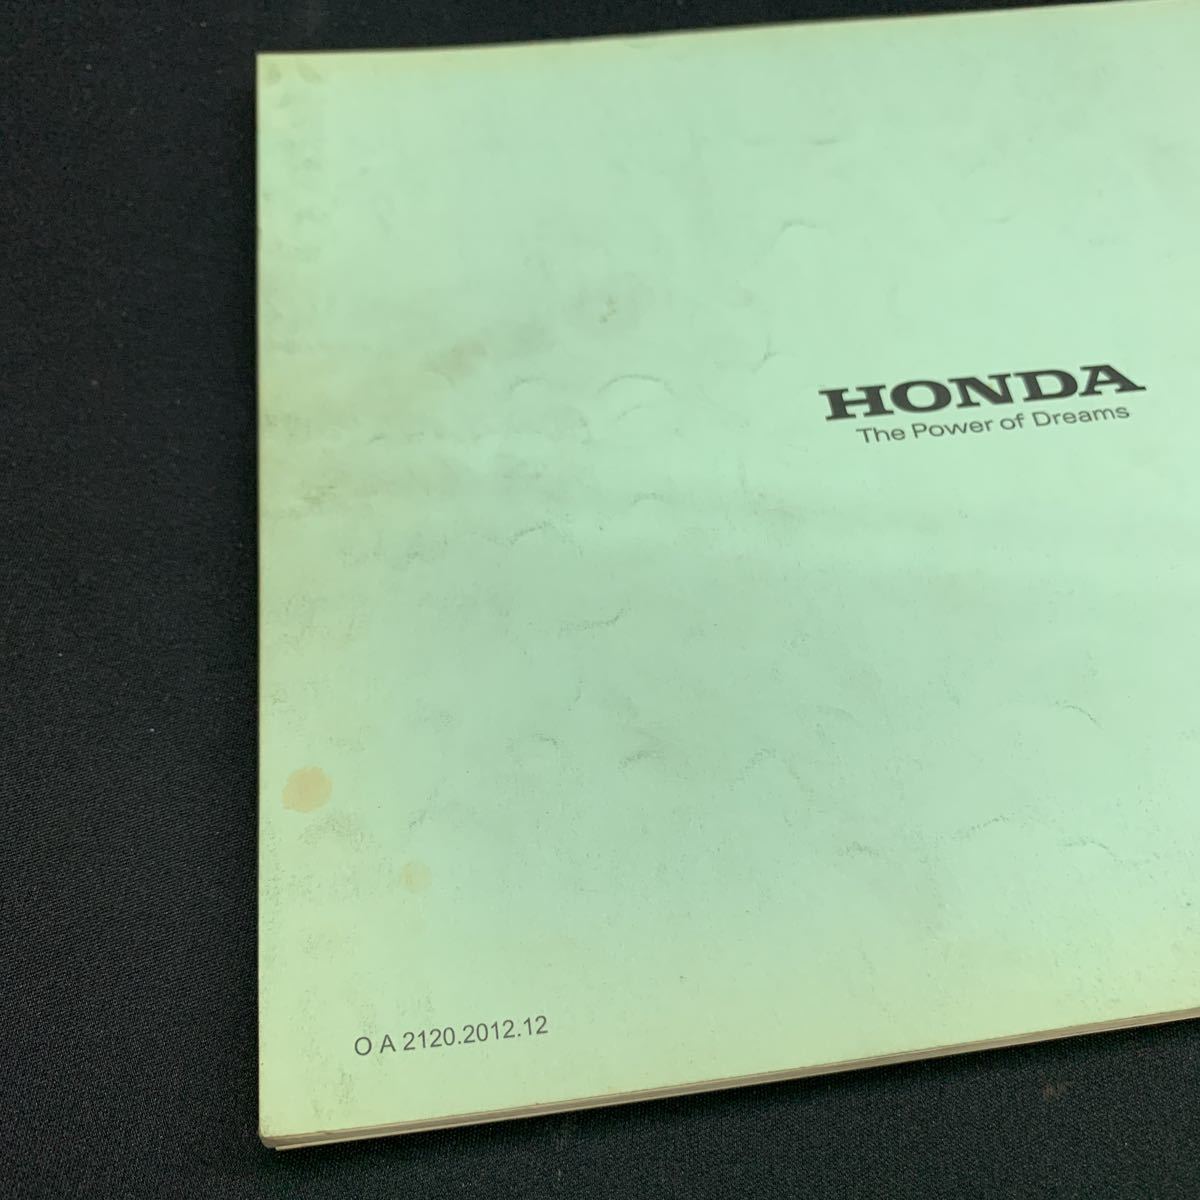 HONDA
The Power of Dreams
O A 2120.2012.12